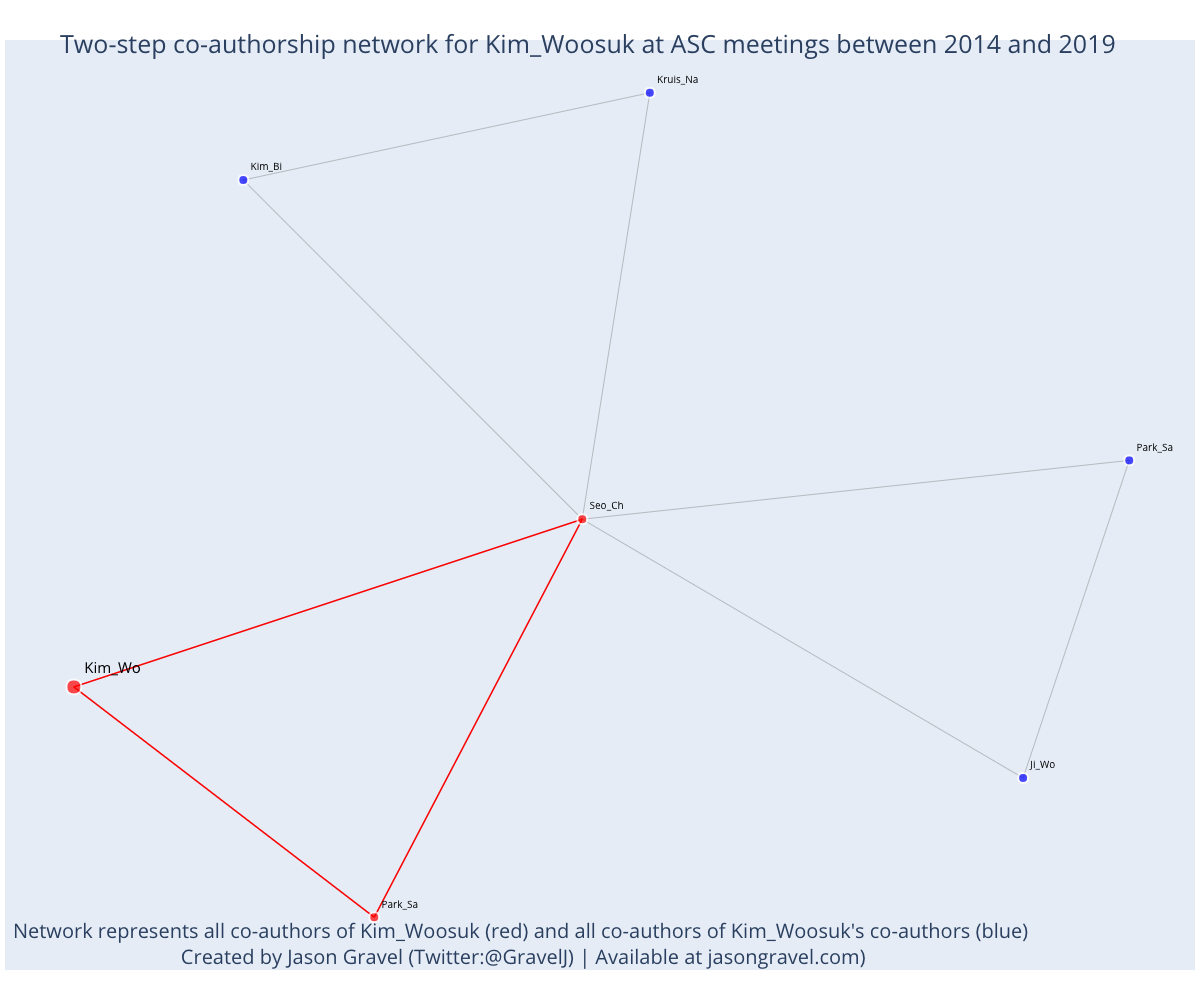 Two-step co-authorship network for Kim_Woosuk at ASC meetings between 2014 and 2019
Kruis_Na
Kim_Bi
Park_Sa
Seo_Ch
Kim_Wo
Ji_Wo
Park_Sa
Network represents all co-authors of Kim_Woosuk (red) and all co-authors of Kim_Woosuk's co-authors (blue)
Created by Jason Gravel (Twitter:@GravelJ) | Available at jasongravel.com)